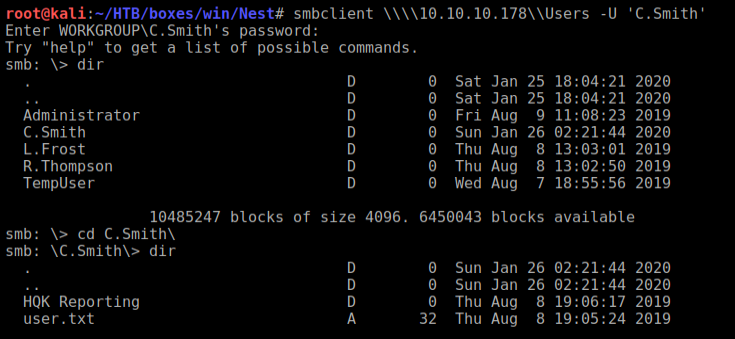 root@kali:~/HTB/boxes/win/Nest# smbclient \\\\10.10.10.178\\Users -U 'C.Smith'
Enter WORKGROUP\C.Smith's password:
Try "help" to get a list of possible commands.
smb: \> dir
  .                                   D        0  Sat Jan 25 18:04:21 2020
  ..                                  D        0  Sat Jan 25 18:04:21 2020
  Administrator                       D        0  Fri Aug  9 11:08:23 2019
  C.Smith                             D        0  Sun Jan 26 02:21:44 2020
  L.Frost                             D        0  Thu Aug  8 13:03:01 2019
  R.Thompson                          D        0  Thu Aug  8 13:02:50 2019
  TempUser                            D        0  Wed Aug  7 18:55:56 2019
                10485247 blocks of size 4096. 6450043 blocks available
smb: \> cd C.Smith\
smb: \C.Smith\> dir
  .                                   D        0  Sun Jan 26 02:21:44 2020
  ..                                  D        0  Sun Jan 26 02:21:44 2020
  HQK Reporting                       D        0  Thu Aug  8 19:06:17 2019
  user.txt                            A       32  Thu Aug  8 19:05:24 2019